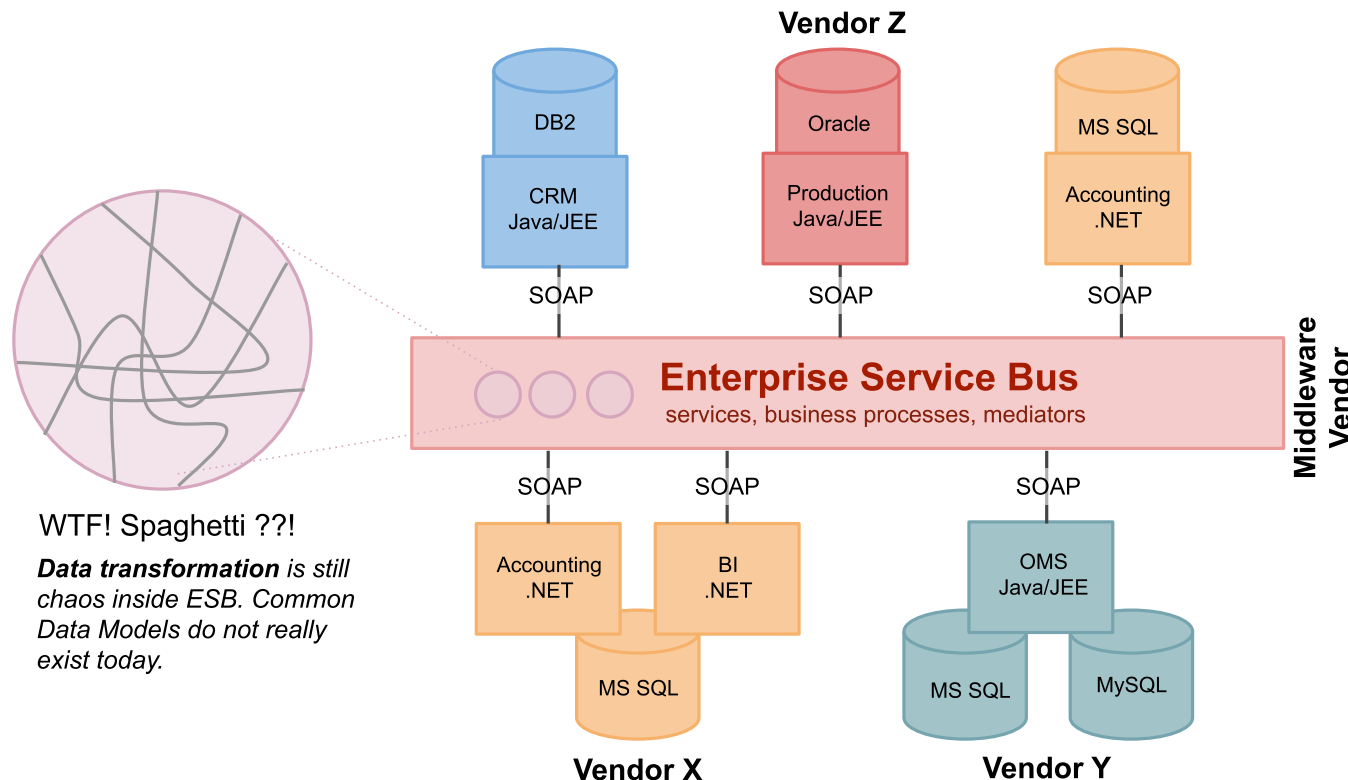 Vendor Z
DB2
Oracle
MS SQL
CRM
Java/JEE
Production
Java/JEE
Accounting
.NET
SOAP
SOAP
SOAP
Enterprise Service Bus
services, business processes, mediators
Middleware
Vendor
SOAP
SOAP
SOAP
WTF! Spaghetti ??!
Data transformation is still
chaos inside ESB. Common
Data Models do not really
exist today.
Accounting
.NET
BI
.NET
OMS
Java/JEE
MS SQL
MS SQL
MySQL
Vendor X
Vendor Y